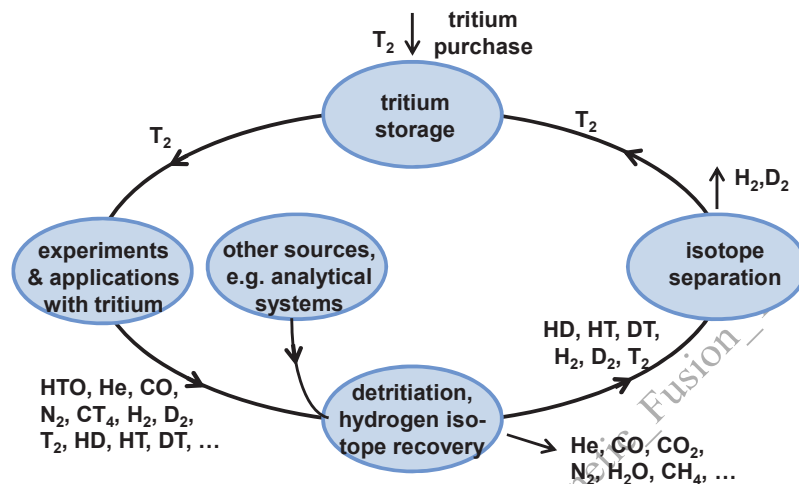 tritium
purchase
T₂
tritium
storage
T₂
T₂
H₂,D₂
experiments
& applications
with tritium
other sources,
e.g. analytical
systems
isotope
separation
HD, HT, DT,
H₂, D₂, T₂
HTO, He, CO,
N₂, CT₄, H₂, D₂,
T₂, HD, HT, DT, ...
detritiation,
hydrogen iso-
tope recovery
He, CO, CO₂,
N₂, H₂O, CH₄, ...
netic_Fusion_